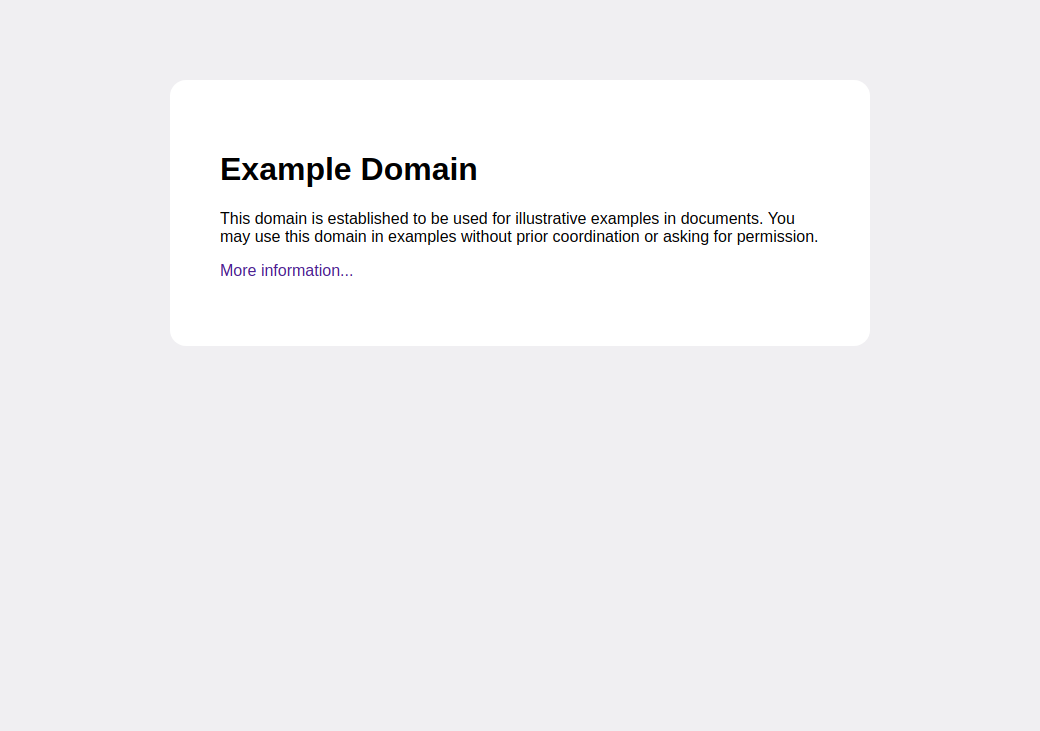 Example Domain
This domain is established to be used for illustrative examples in documents. You
may use this domain in examples without prior coordination or asking for permission.
More information...